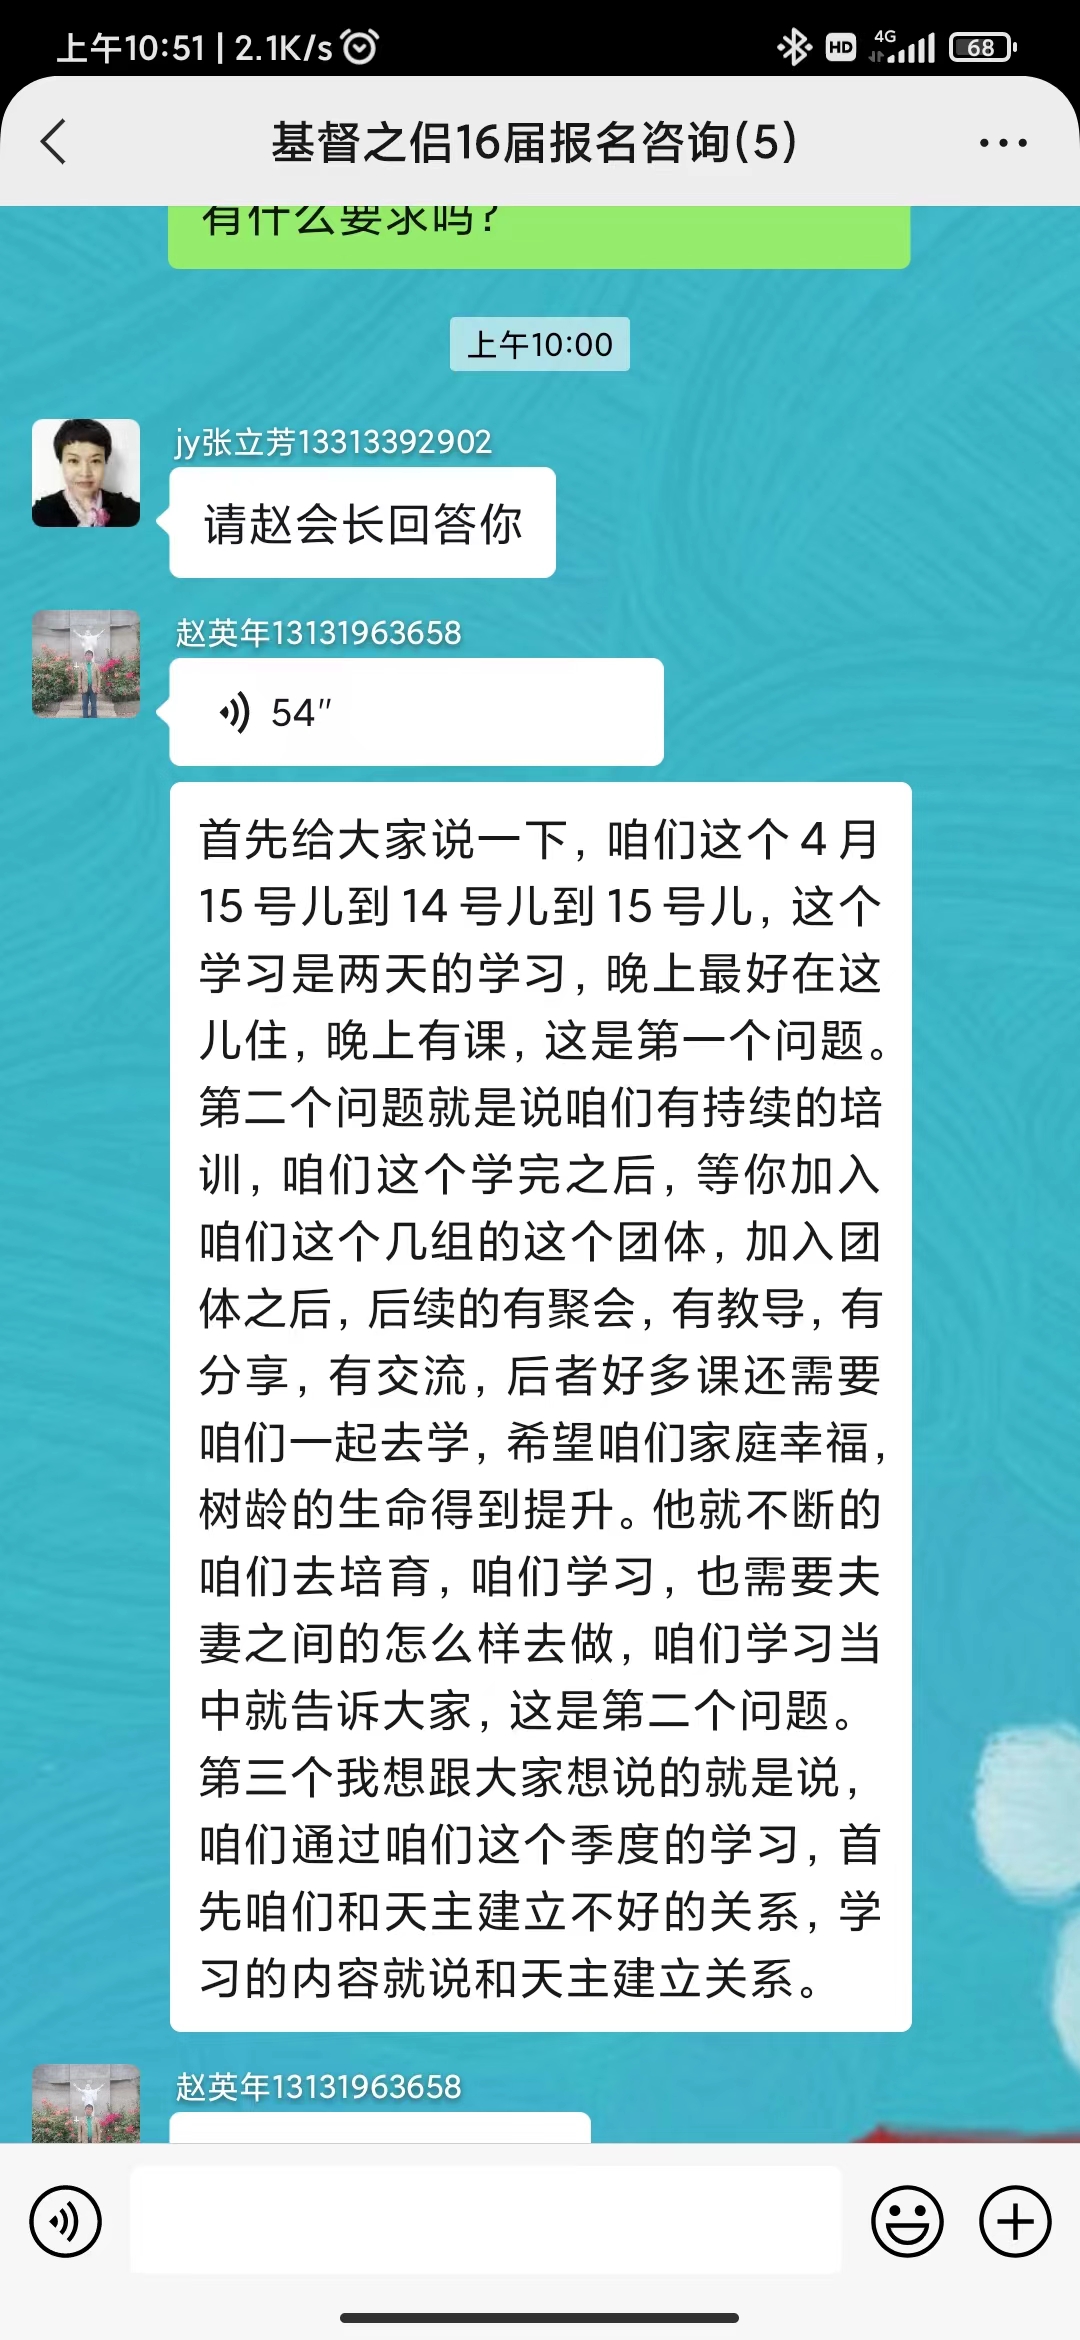 上午10:51 | 2.1K/s
HD
4G
68
基督之侣16届报名咨询(5)
有什么要求吗?
上午10:00
jy张立芳13313392902
请赵会长回答你
赵英年13131963658
54"
首先给大家说一下, 咱们这个 4 月
15 号儿到 14 号儿到 15 号儿, 这个
学习是两天的学习, 晚上最好在这
儿住, 晚上有课, 这是第一个问题。
第二个问题就是说咱们有持续的培
训, 咱们这个学完之后, 等你加入
咱们这个几组的这个团体, 加入团
体之后, 后续的有聚会, 有教导, 有
分享, 有交流, 后者好多课还需要
咱们一起去学, 希望咱们家庭幸福,
树龄的生命得到提升。他就不断的
咱们去培育, 咱们学习, 也需要夫
妻之间的怎么样去做, 咱们学习当
中就告诉大家, 这是第二个问题。
第三个我想跟大家想说的就是说,
咱们通过咱们这个季度的学习, 首
先咱们和天主建立不好的关系, 学
习的内容就说和天主建立关系。
赵英年13131963658